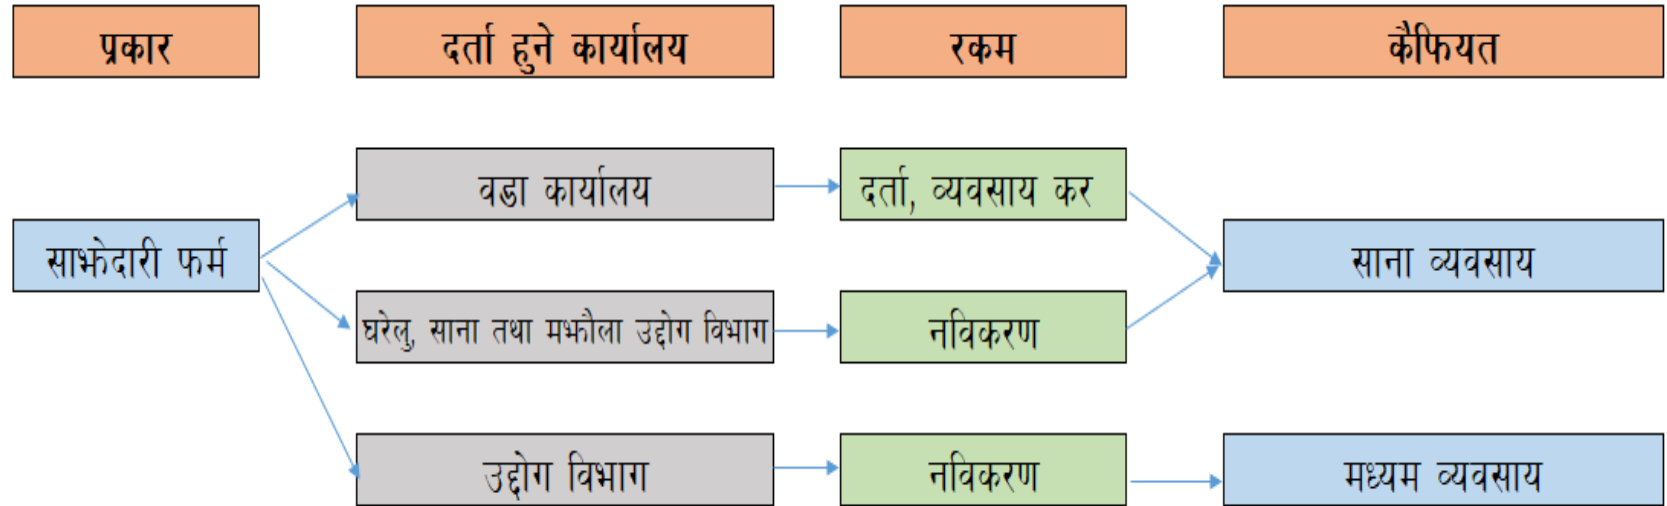 प्रकार
दर्ता हुने कार्यालय
रकम
कैफियत
वडा कार्यालय
दर्ता, व्यवसाय कर
साझेदारी फर्म
साना व्यवसाय
घरेलु, साना तथा मझौला उद्दोग विभाग
नविकरण
उद्दोग विभाग
नविकरण
मध्यम व्यवसाय